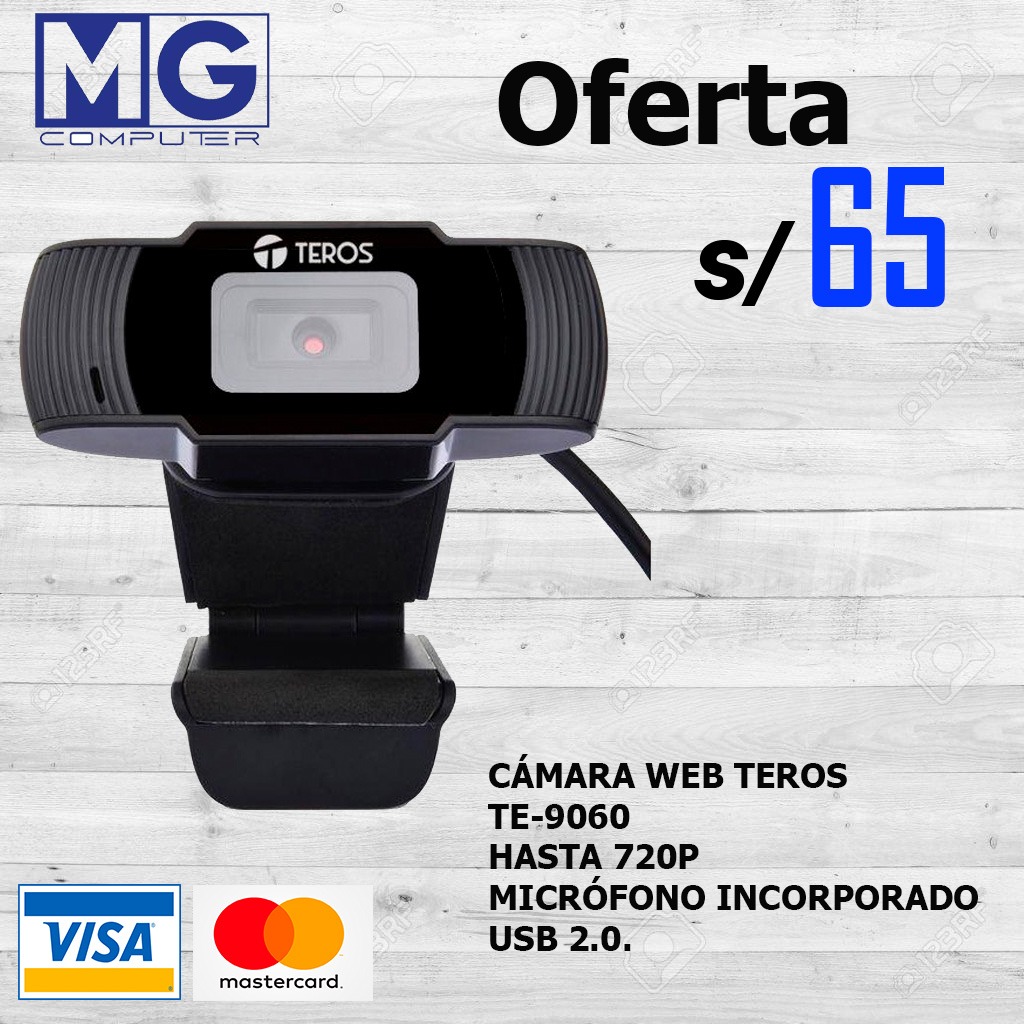 MG
COMPUTER
Oferta
s/65
TEROS
CÁMARA WEB TEROS
TE-9060
HASTA 720P
MICRÓFONO INCORPORADO
USB 2.0.
VISA
mastercard.
123RF